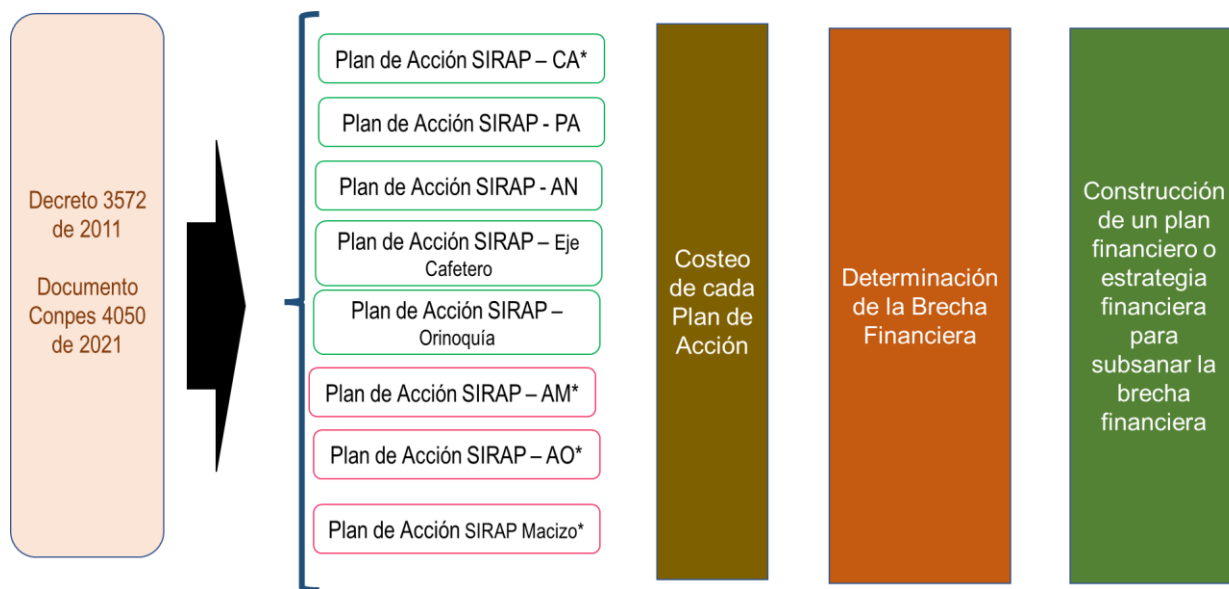 Decreto 3572
de 2011
Documento
Conpes 4050
de 2021
Plan de Acción SIRAP – CA*
Plan de Acción SIRAP - PA
Plan de Acción SIRAP - AN
Plan de Acción SIRAP – Eje
Cafetero
Plan de Acción SIRAP –
Orinoquía
Plan de Acción SIRAP – AM*
Plan de Acción SIRAP – AO*
Plan de Acción SIRAP Macizo*
Costeo
de cada
Plan de
Acción
Determinación
de la Brecha
Financiera
Construcción
de un plan
financiero o
estrategia
financiera
para
subsanar la
brecha
financiera